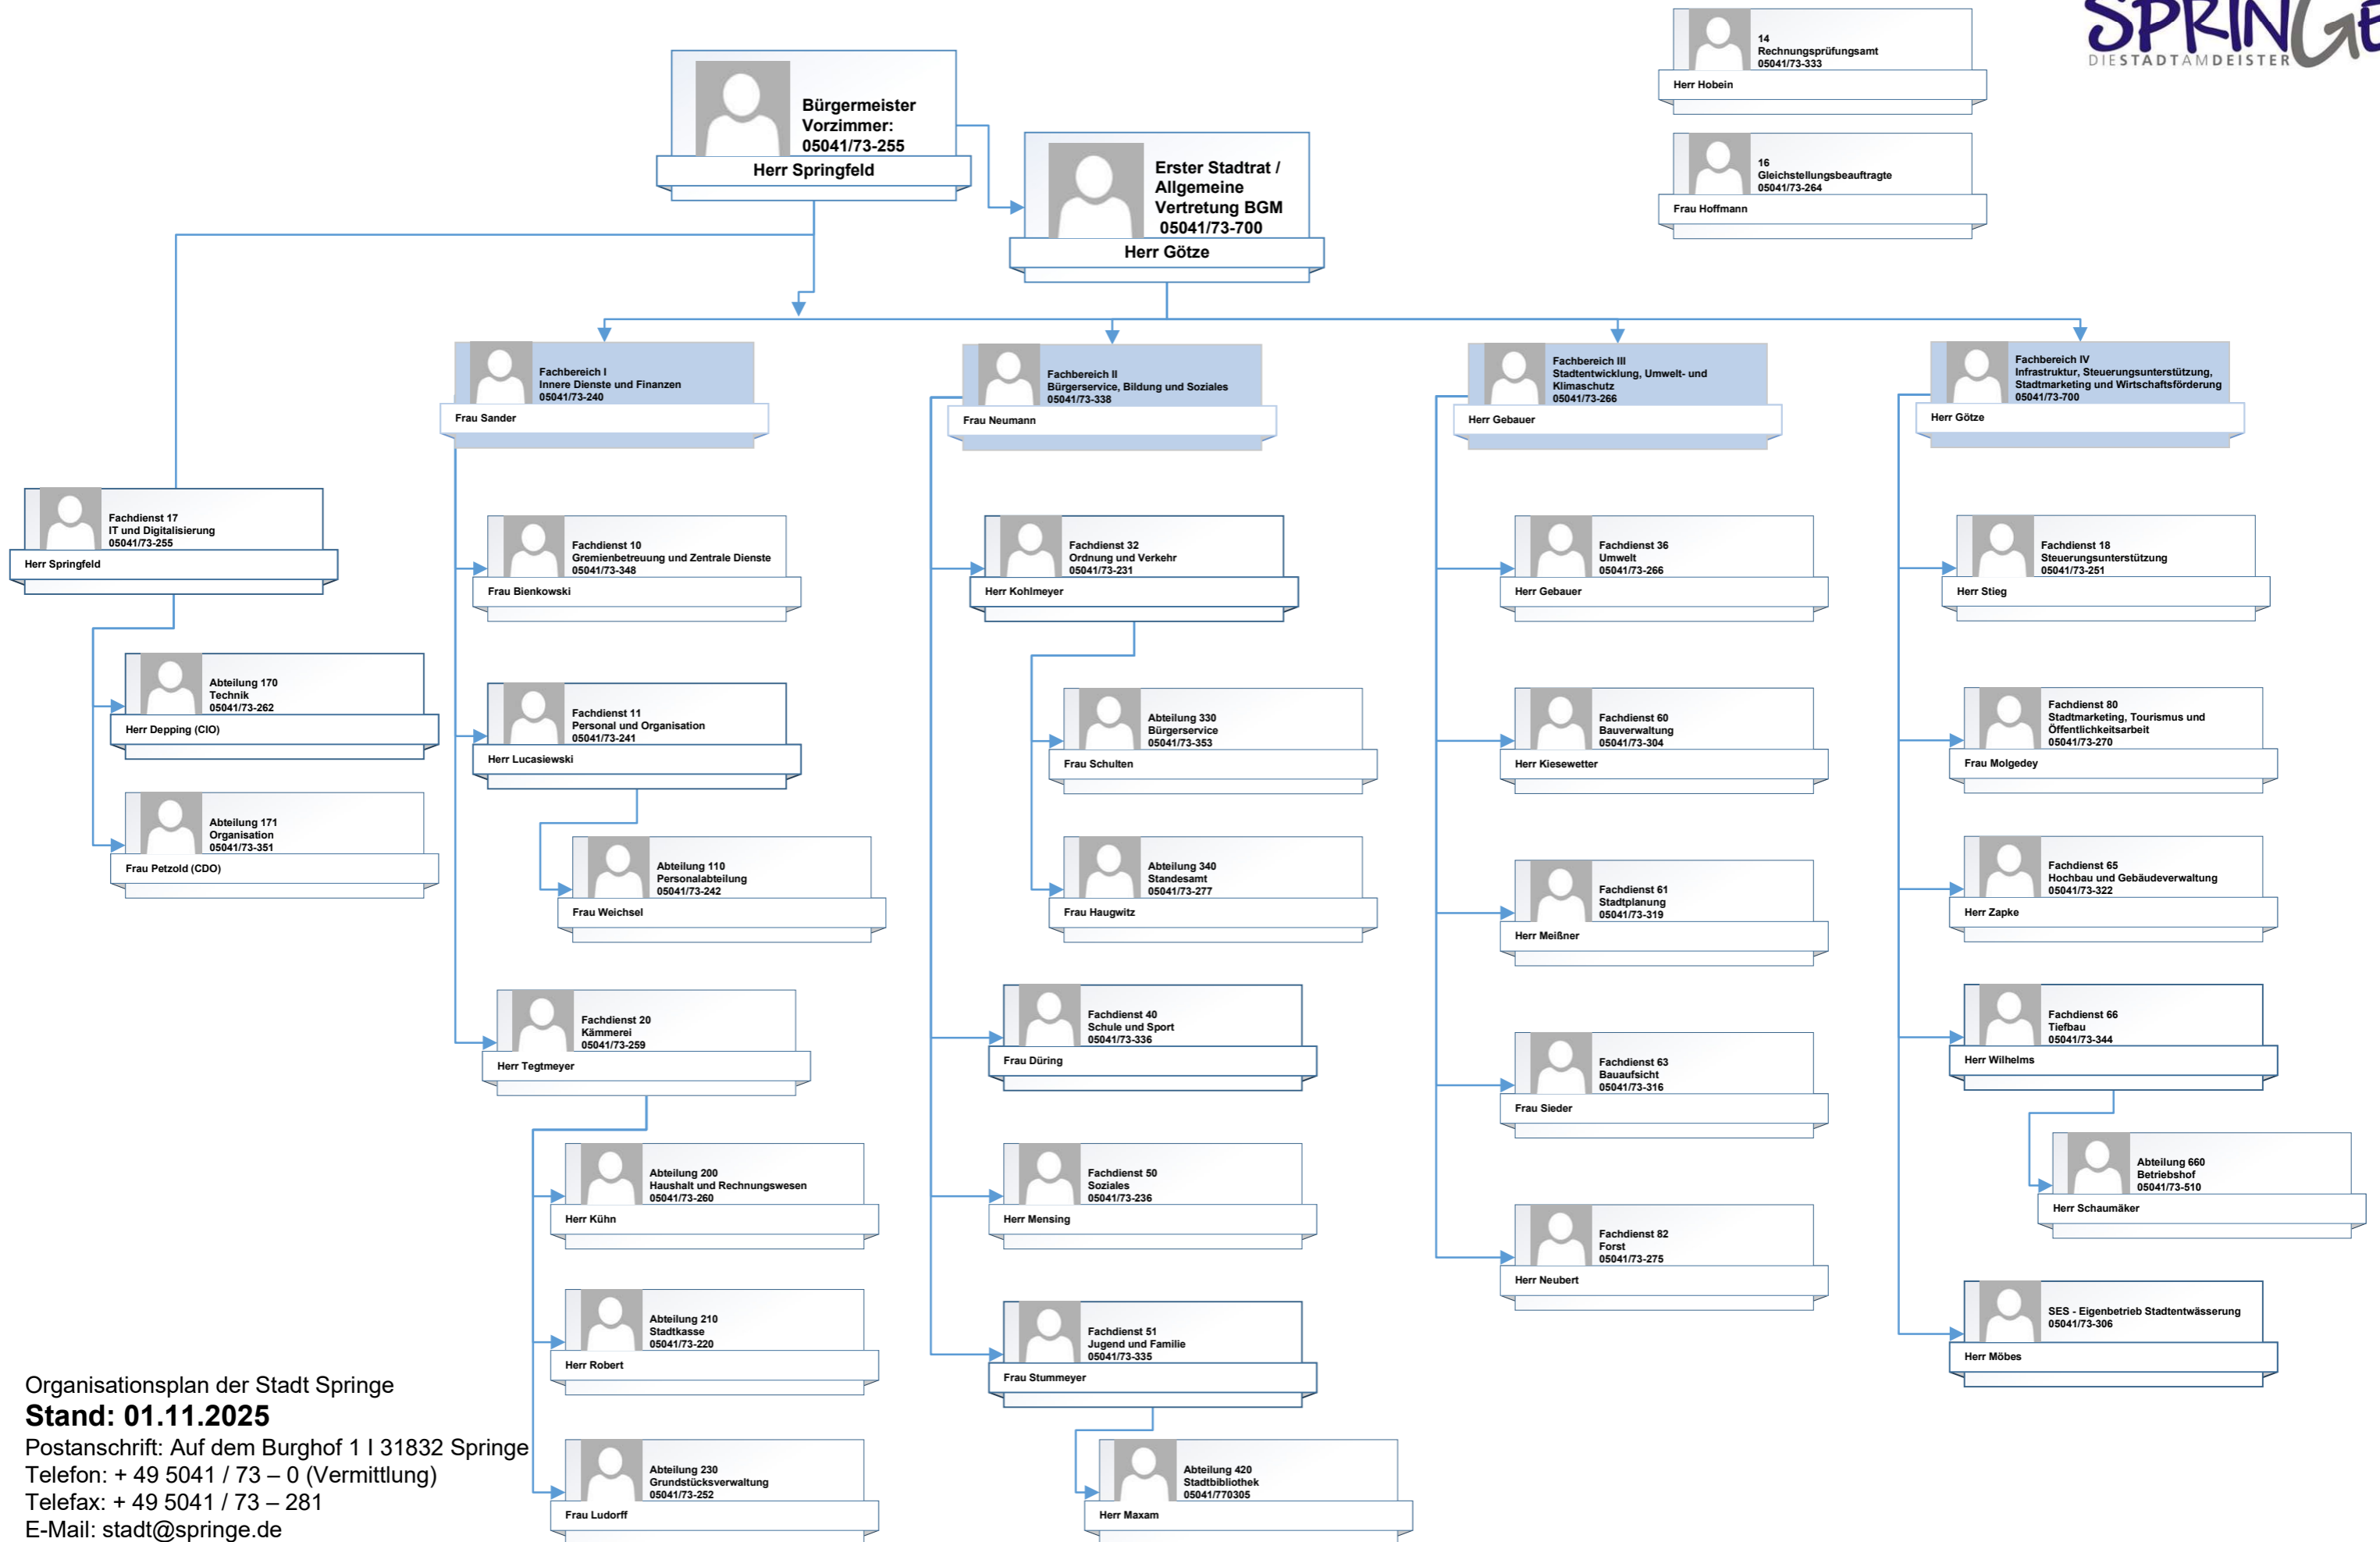 SPRINGE
DIESTADTAMDEISTER
14
Rechnungsprüfungsamt
05041/73-333
Herr Hobein
16
Gleichstellungsbeauftragte
05041/73-264
Frau Hoffmann
Bürgermeister
Vorzimmer:
05041/73-255
Herr Springfeld
Erster Stadtrat /
Allgemeine
Vertretung BGM
05041/73-700
Herr Götze
Fachdienst 17
IT und Digitalisierung
05041/73-255
Herr Springfeld
Abteilung 170
Technik
05041/73-262
Herr Depping (CIO)
Abteilung 171
Organisation
05041/73-351
Frau Petzold (CDO)
Fachbereich I
Innere Dienste und Finanzen
05041/73-240
Frau Sander
Fachdienst 10
Gremienbetreuung und Zentrale Dienste
05041/73-348
Frau Bienkowski
Fachdienst 11
Personal und Organisation
05041/73-241
Herr Lucasiewski
Abteilung 110
Personalabteilung
05041/73-242
Frau Weichsel
Fachdienst 20
Kämmerei
05041/73-259
Herr Tegtmeyer
Abteilung 200
Haushalt und Rechnungswesen
05041/73-260
Herr Kühn
Abteilung 210
Stadtkasse
05041/73-220
Herr Robert
Abteilung 230
Grundstücksverwaltung
05041/73-252
Frau Ludorff
Fachbereich II
Bürgerservice, Bildung und Soziales
05041/73-338
Frau Neumann
Fachdienst 32
Ordnung und Verkehr
05041/73-231
Herr Kohlmeyer
Abteilung 330
Bürgerservice
05041/73-353
Frau Schulten
Abteilung 340
Standesamt
05041/73-277
Frau Haugwitz
Fachdienst 40
Schule und Sport
05041/73-336
Frau Düring
Fachdienst 50
Soziales
05041/73-236
Herr Mensing
Fachdienst 51
Jugend und Familie
05041/73-335
Frau Stummeyer
Abteilung 420
Stadtbibliothek
05041/770305
Herr Maxam
Fachbereich III
Stadtentwicklung, Umwelt- und
Klimaschutz
05041/73-266
Herr Gebauer
Fachdienst 36
Umwelt
05041/73-266
Herr Gebauer
Fachdienst 60
Bauverwaltung
05041/73-304
Herr Kiesewetter
Fachdienst 61
Stadtplanung
05041/73-319
Herr Meißner
Fachdienst 63
Bauaufsicht
05041/73-316
Frau Sieder
Fachdienst 82
Forst
05041/73-275
Herr Neubert
Fachbereich IV
Infrastruktur, Steuerungsunterstützung,
Stadtmarketing und Wirtschaftsförderung
05041/73-700
Herr Götze
Fachdienst 18
Steuerungsunterstützung
05041/73-251
Herr Stieg
Fachdienst 80
Stadtmarketing, Tourismus und
Öffentlichkeitsarbeit
05041/73-270
Frau Molgedey
Fachdienst 65
Hochbau und Gebäudeverwaltung
05041/73-322
Herr Zapke
Fachdienst 66
Tiefbau
05041/73-344
Herr Wilhelms
Abteilung 660
Betriebshof
05041/73-510
Herr Schaumäker
SES - Eigenbetrieb Stadtentwässerung
05041/73-306
Herr Möbes
Organisationsplan der Stadt Springe
Stand: 01.11.2025
Postanschrift: Auf dem Burghof 1 I 31832 Springe
Telefon: + 49 5041 / 73 – 0 (Vermittlung)
Telefax: + 49 5041 / 73 – 281
E-Mail: stadt@springe.de